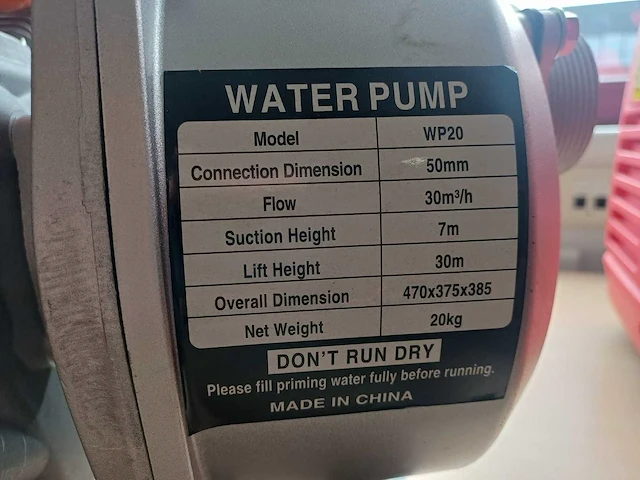 WATER PUMP
Model WP20
Connection Dimension 50mm
Flow 30m³/h
Suction Height 7m
Lift Height 30m
Overall Dimension 470x375x385
Net Weight 20kg
DON'T RUN DRY
Please fill priming water fully before running.
MADE IN CHINA